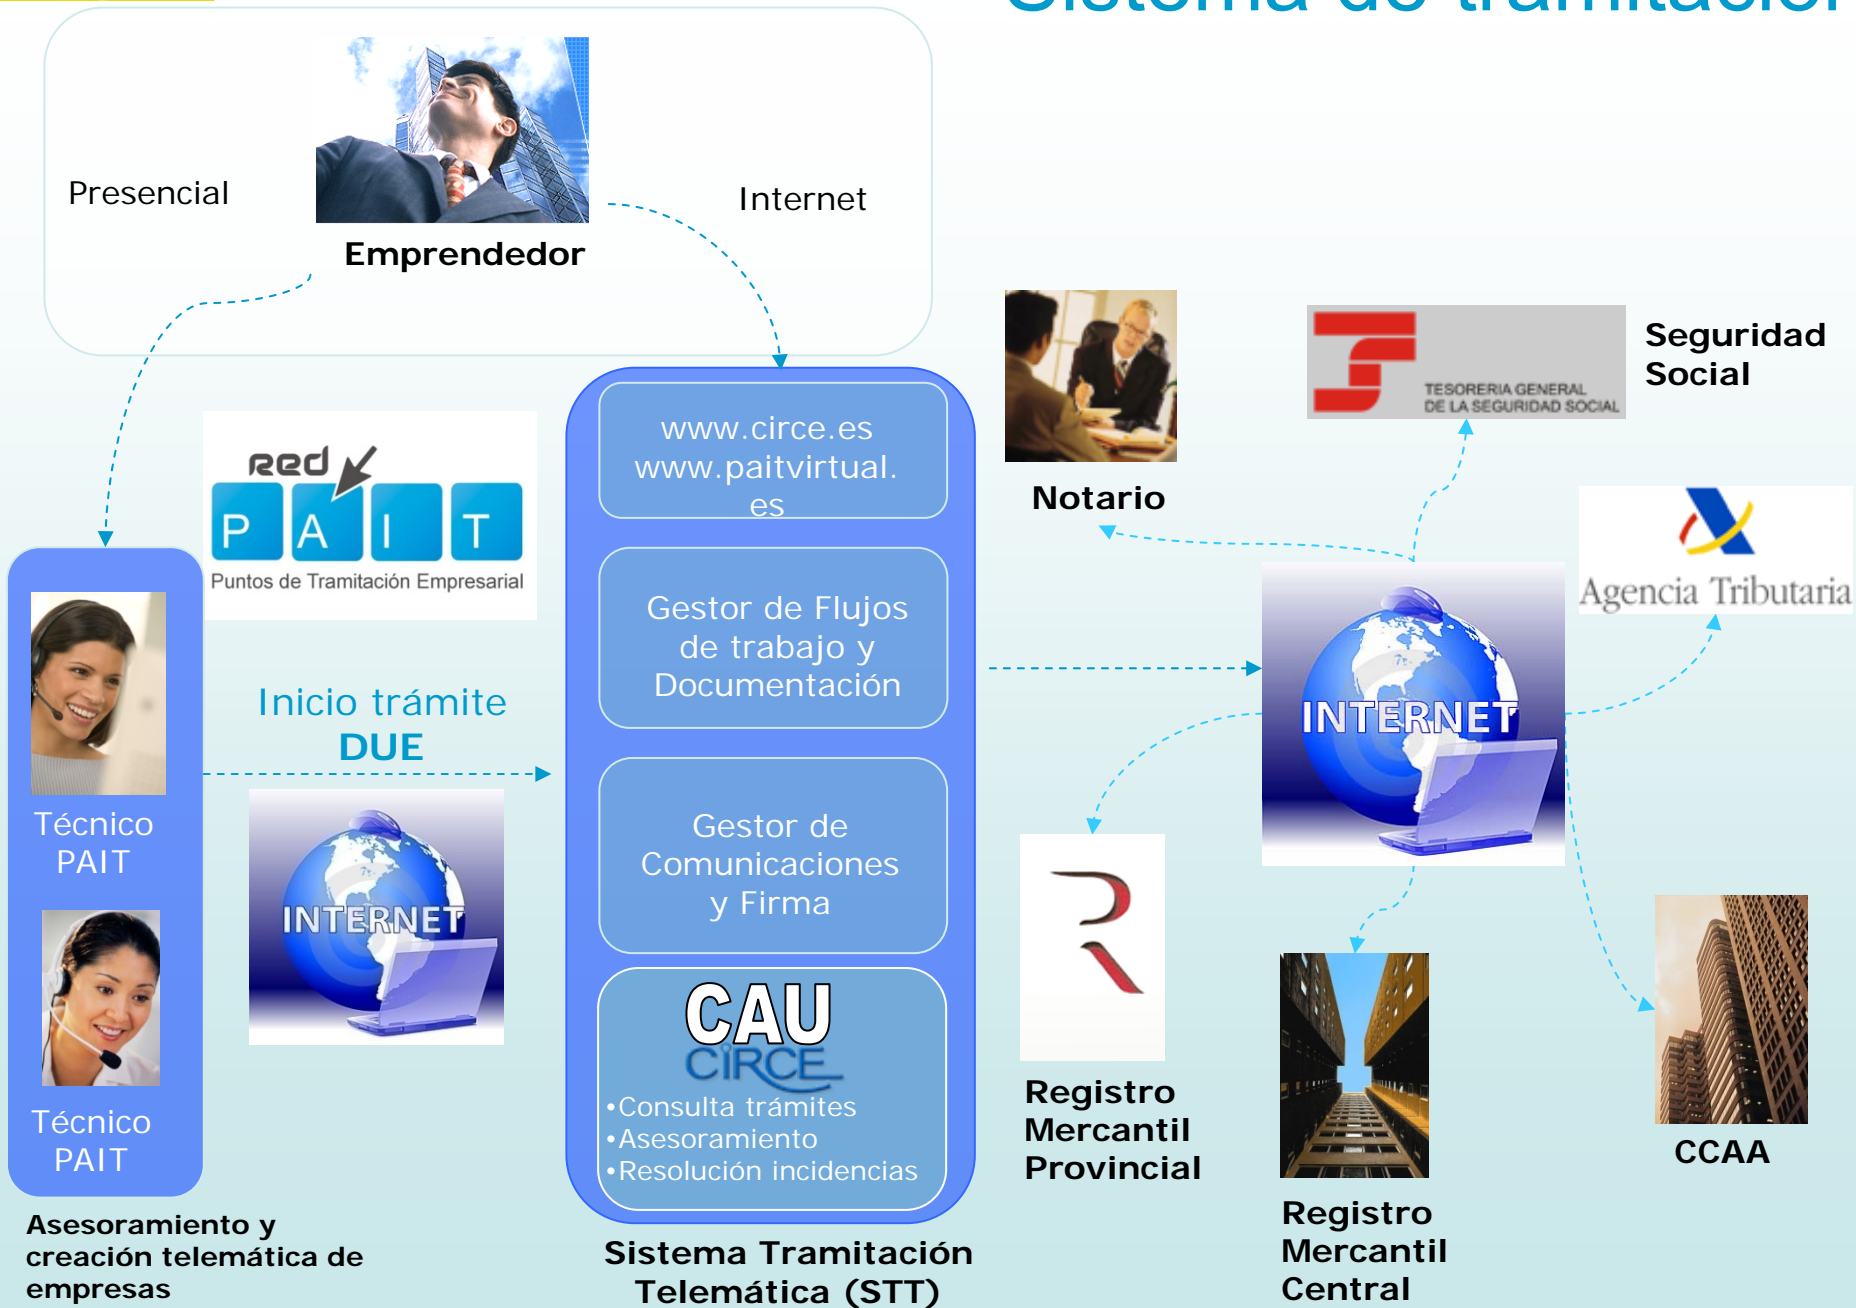 Sistema de tramitación
Presencial
Internet
Emprendedor
red
PAIT
Puntos de Tramitación Empresarial
Inicio trámite
DUE
INTERNET
Técnico
PAIT
Técnico
PAIT
Asesoramiento y
creación telemática de
empresas
www.circe.es
www.paitvirtual.
es
Gestor de Flujos
de trabajo y
Documentación
Gestor de
Comunicaciones
y Firma
CAU
CIRCE
•Consulta trámites
•Asesoramiento
•Resolución incidencias
Sistema Tramitación
Telemática (STT)
Notario
TESORERIA GENERAL
DE LA SEGURIDAD SOCIAL
Seguridad
Social
Agencia Tributaria
INTERNET
R
Registro
Mercantil
Provincial
Registro
Mercantil
Central
CCAA